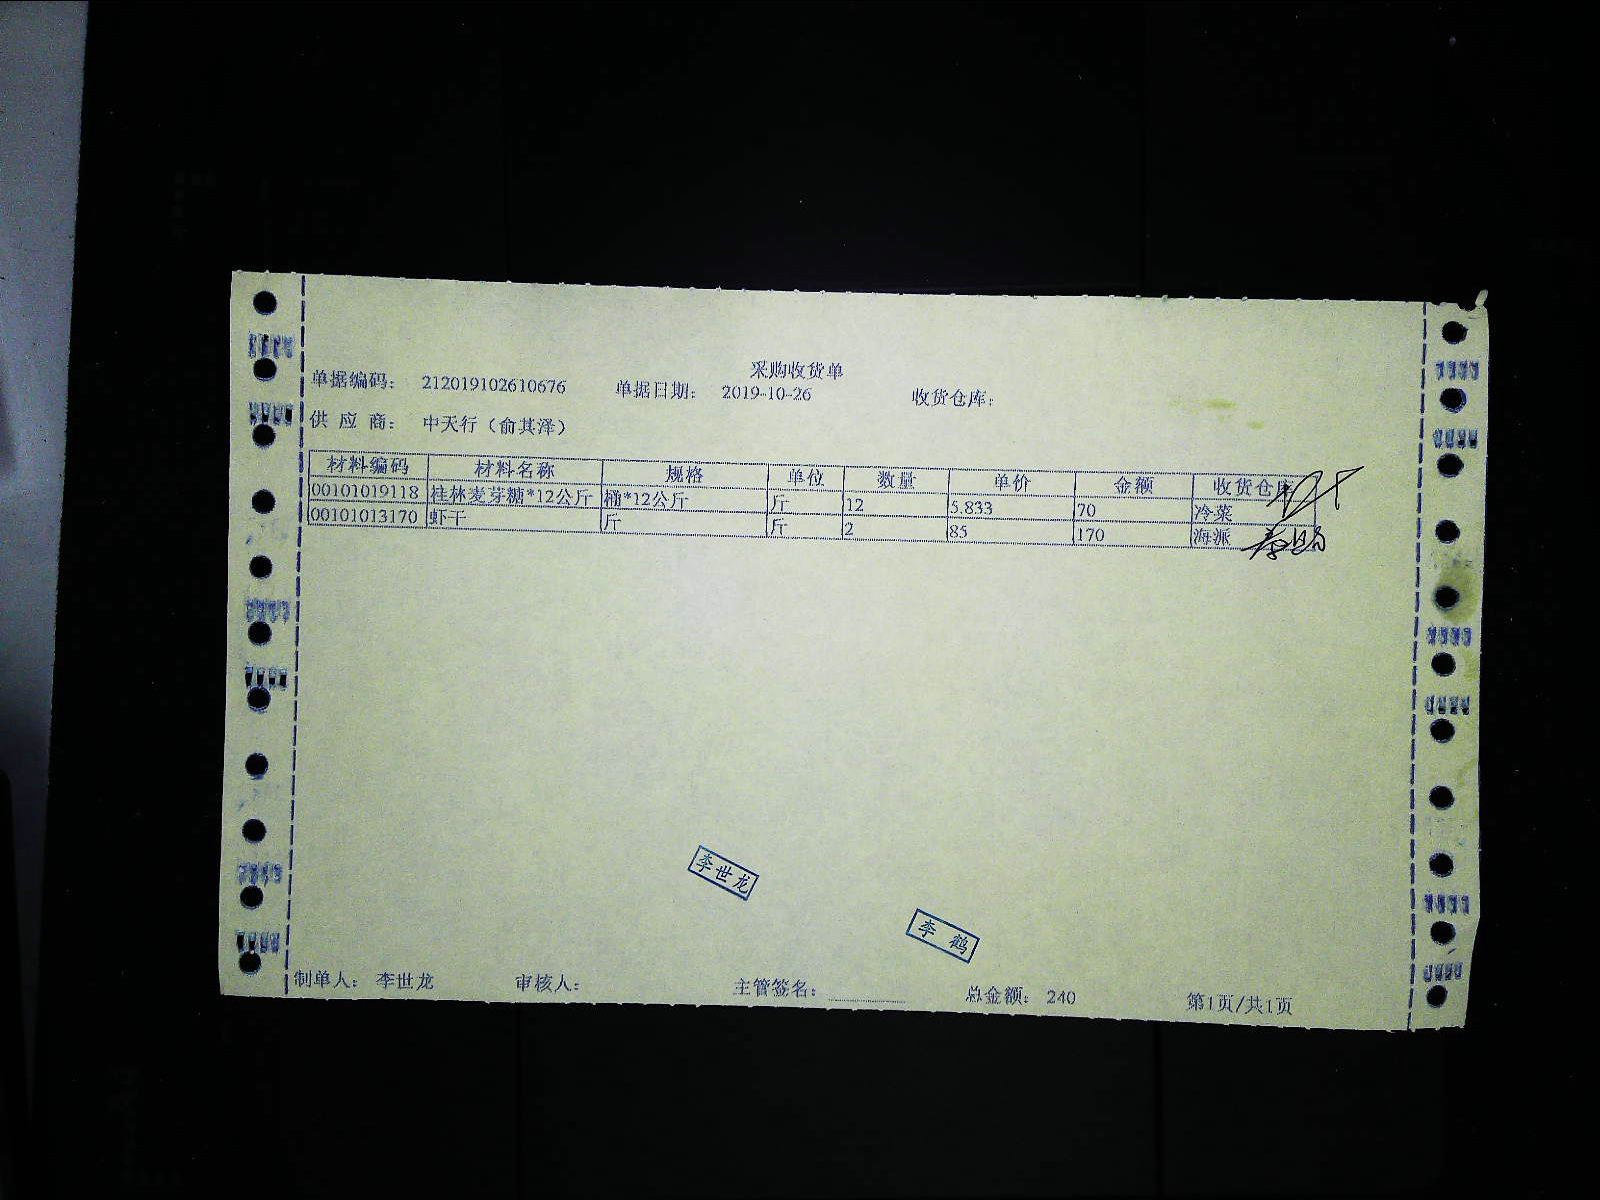 采购收货单
单据编码: 212019102610676 单据日期: 2019-10-26 收货仓库:
供 应 商: 中天行（俞其泽）
材料编码 材料名称 规格 单位 数量 单价 金额 收货仓库
00101019118 桂林麦芽糖*12公斤 桶*12公斤 斤 12 5.833 70 冷菜
00101013170 虾干 斤 斤 2 85 170 海派
李世龙
李 鹤
制单人: 李世龙 审核人: 主管签名: 总金额: 240 第1页/共1页